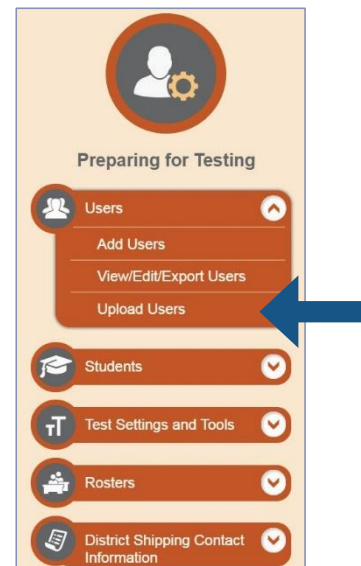 Preparing for Testing
Users
Add Users
View/Edit/Export Users
Upload Users
Students
TT
Test Settings and Tools
Rosters
District Shipping Contact
Information